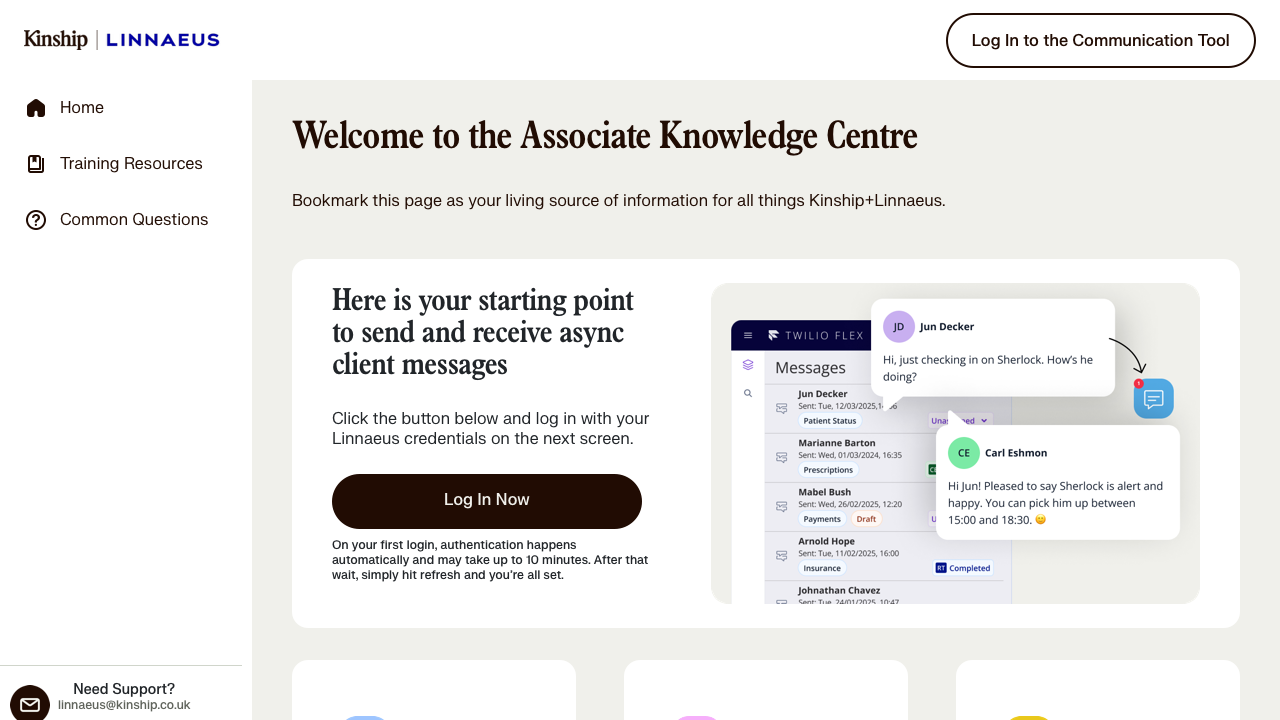 Kinship | LINNAEUS
Log In to the Communication Tool
Home
Training Resources
Common Questions
Need Support?
linnaeus@kinship.co.uk
Welcome to the Associate Knowledge Centre
Bookmark this page as your living source of information for all things Kinship+Linnaeus.
Here is your starting point
to send and receive async
client messages
Click the button below and log in with your
Linnaeus credentials on the next screen.
Log In Now
On your first login, authentication happens
automatically and may take up to 10 minutes. After that
wait, simply hit refresh and you're all set.
TWILIO FLEX
Messages
Jun Decker
Sent: Tue, 12/03/2025,
Patient Status
Marianne Barton
Sent: Wed, 01/03/2024, 16:35
Prescriptions
Mabel Bush
Sent: Wed, 26/02/2025, 12:20
Payments Draft
Arnold Hope
Sent: Tue, 11/02/2025, 16:00
Insurance RT Completed
Johnathan Chavez
Sent: Tue, 24/01/2025, 10:47
JD Jun Decker
Hi, just checking in on Sherlock. How's he
doing?
1
CE Carl Eshmon
Hi Jun! Pleased to say Sherlock is alert and
happy. You can pick him up between
15:00 and 18:30. 😊